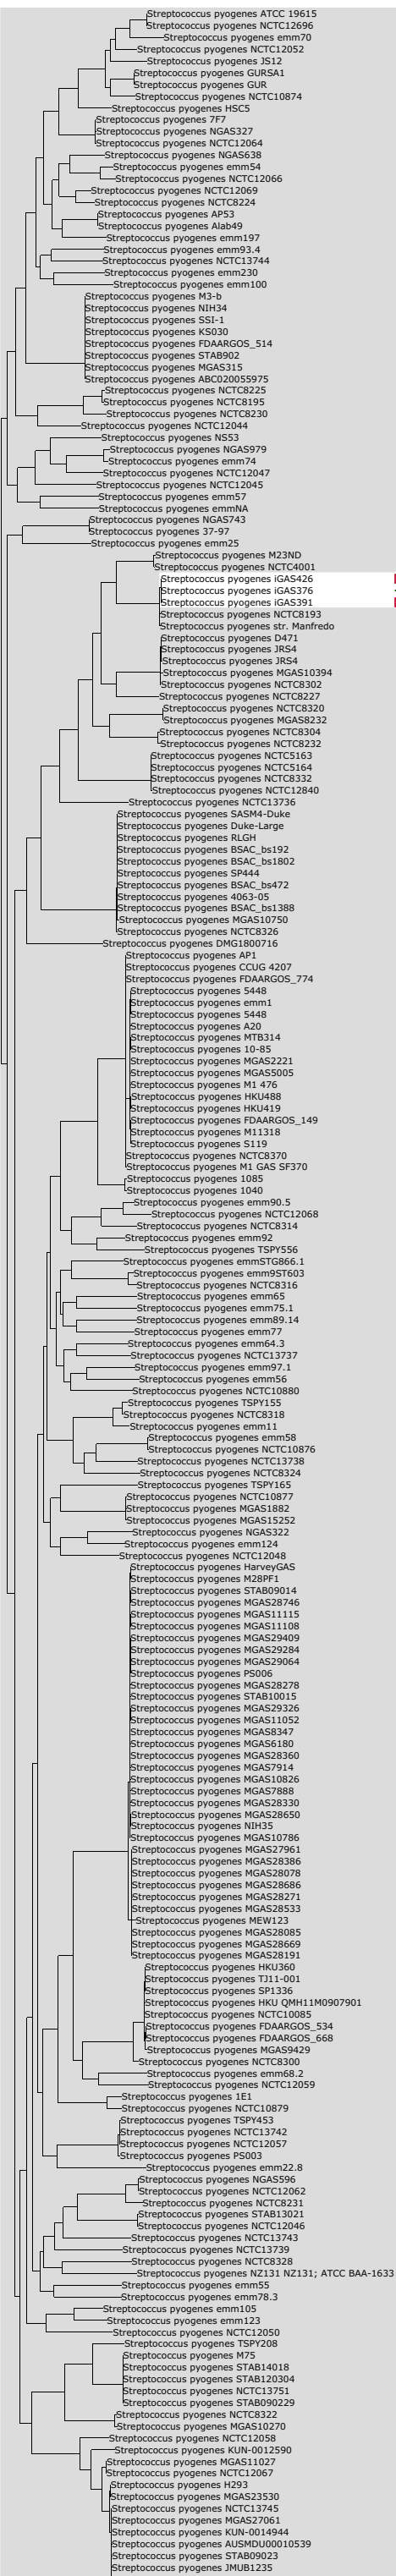 Streptococcus pyogenes ATCC 19615
Streptococcus pyogenes NCTC12696
Streptococcus pyogenes emm70
Streptococcus pyogenes NCTC12052
Streptococcus pyogenes JS12
Streptococcus pyogenes GURSA1
Streptococcus pyogenes GUR
Streptococcus pyogenes NCTC10874
Streptococcus pyogenes HSC5
Streptococcus pyogenes 7F7
Streptococcus pyogenes NGAS327
Streptococcus pyogenes NCTC12064
Streptococcus pyogenes NGAS638
Streptococcus pyogenes emm54
Streptococcus pyogenes NCTC12066
Streptococcus pyogenes NCTC12069
Streptococcus pyogenes NCTC8224
Streptococcus pyogenes AP53
Streptococcus pyogenes Alab49
Streptococcus pyogenes emm197
Streptococcus pyogenes emm93.4
Streptococcus pyogenes NCTC13744
Streptococcus pyogenes emm230
Streptococcus pyogenes emm100
Streptococcus pyogenes M3-b
Streptococcus pyogenes NIH34
Streptococcus pyogenes SSI-1
Streptococcus pyogenes KS030
Streptococcus pyogenes FDAARGOS_514
Streptococcus pyogenes STAB902
Streptococcus pyogenes MGAS315
Streptococcus pyogenes ABC020055975
Streptococcus pyogenes NCTC8225
Streptococcus pyogenes NCTC8195
Streptococcus pyogenes NCTC8230
Streptococcus pyogenes NCTC12044
Streptococcus pyogenes NS53
Streptococcus pyogenes NGAS979
Streptococcus pyogenes emm74
Streptococcus pyogenes NCTC12047
Streptococcus pyogenes NCTC12045
Streptococcus pyogenes emm57
Streptococcus pyogenes emmNA
Streptococcus pyogenes NGAS743
Streptococcus pyogenes 37-97
Streptococcus pyogenes emm25
Streptococcus pyogenes M23ND
Streptococcus pyogenes NCTC4001
Streptococcus pyogenes iGAS426
Streptococcus pyogenes iGAS376
Streptococcus pyogenes iGAS391
Streptococcus pyogenes NCTC8193
Streptococcus pyogenes str. Manfredo
Streptococcus pyogenes D471
Streptococcus pyogenes JRS4
Streptococcus pyogenes JRS4
Streptococcus pyogenes MGAS10394
Streptococcus pyogenes NCTC8302
Streptococcus pyogenes NCTC8227
Streptococcus pyogenes NCTC8320
Streptococcus pyogenes MGAS8232
Streptococcus pyogenes NCTC8304
Streptococcus pyogenes NCTC8232
Streptococcus pyogenes NCTC5163
Streptococcus pyogenes NCTC5164
Streptococcus pyogenes NCTC8332
Streptococcus pyogenes NCTC12840
Streptococcus pyogenes NCTC13736
Streptococcus pyogenes SASM4-Duke
Streptococcus pyogenes Duke-Large
Streptococcus pyogenes RLGH
Streptococcus pyogenes BSAC_bs192
Streptococcus pyogenes BSAC_bs1802
Streptococcus pyogenes SP444
Streptococcus pyogenes BSAC_bs472
Streptococcus pyogenes 4063-05
Streptococcus pyogenes BSAC_bs1388
Streptococcus pyogenes MGAS10750
Streptococcus pyogenes NCTC8326
Streptococcus pyogenes DMG1800716
Streptococcus pyogenes AP1
Streptococcus pyogenes CCUG 4207
Streptococcus pyogenes FDAARGOS_774
Streptococcus pyogenes 5448
Streptococcus pyogenes emm1
Streptococcus pyogenes 5448
Streptococcus pyogenes A20
Streptococcus pyogenes MTB314
Streptococcus pyogenes 10-85
Streptococcus pyogenes MGAS2221
Streptococcus pyogenes MGAS5005
Streptococcus pyogenes M1 476
Streptococcus pyogenes HKU488
Streptococcus pyogenes HKU419
Streptococcus pyogenes FDAARGOS_149
Streptococcus pyogenes M11318
Streptococcus pyogenes S119
Streptococcus pyogenes NCTC8370
Streptococcus pyogenes M1 GAS SF370
Streptococcus pyogenes 1085
Streptococcus pyogenes 1040
Streptococcus pyogenes emm90.5
Streptococcus pyogenes NCTC12068
Streptococcus pyogenes NCTC8314
Streptococcus pyogenes emm92
Streptococcus pyogenes TSPY556
Streptococcus pyogenes emmSTG866.1
Streptococcus pyogenes emm9ST603
Streptococcus pyogenes NCTC8316
Streptococcus pyogenes emm65
Streptococcus pyogenes emm75.1
Streptococcus pyogenes emm89.14
Streptococcus pyogenes emm77
Streptococcus pyogenes emm64.3
Streptococcus pyogenes NCTC13737
Streptococcus pyogenes emm97.1
Streptococcus pyogenes emm56
Streptococcus pyogenes NCTC10880
Streptococcus pyogenes TSPY155
Streptococcus pyogenes NCTC8318
Streptococcus pyogenes emm11
Streptococcus pyogenes emm58
Streptococcus pyogenes NCTC10876
Streptococcus pyogenes NCTC13738
Streptococcus pyogenes NCTC8324
Streptococcus pyogenes TSPY165
Streptococcus pyogenes NCTC10877
Streptococcus pyogenes MGAS1882
Streptococcus pyogenes MGAS15252
Streptococcus pyogenes NGAS322
Streptococcus pyogenes emm124
Streptococcus pyogenes NCTC12048
Streptococcus pyogenes HarveyGAS
Streptococcus pyogenes M28PF1
Streptococcus pyogenes STAB09014
Streptococcus pyogenes MGAS28746
Streptococcus pyogenes MGAS11115
Streptococcus pyogenes MGAS11108
Streptococcus pyogenes MGAS29409
Streptococcus pyogenes MGAS29284
Streptococcus pyogenes MGAS29064
Streptococcus pyogenes PS006
Streptococcus pyogenes MGAS28278
Streptococcus pyogenes STAB10015
Streptococcus pyogenes MGAS29326
Streptococcus pyogenes MGAS11052
Streptococcus pyogenes MGAS8347
Streptococcus pyogenes MGAS6180
Streptococcus pyogenes MGAS28360
Streptococcus pyogenes MGAS7914
Streptococcus pyogenes MGAS10826
Streptococcus pyogenes MGAS7888
Streptococcus pyogenes MGAS28330
Streptococcus pyogenes MGAS28650
Streptococcus pyogenes NIH35
Streptococcus pyogenes MGAS10786
Streptococcus pyogenes MGAS27961
Streptococcus pyogenes MGAS28386
Streptococcus pyogenes MGAS28078
Streptococcus pyogenes MGAS28686
Streptococcus pyogenes MGAS28271
Streptococcus pyogenes MGAS28533
Streptococcus pyogenes MEW123
Streptococcus pyogenes MGAS28085
Streptococcus pyogenes MGAS28669
Streptococcus pyogenes MGAS28191
Streptococcus pyogenes HKU360
Streptococcus pyogenes TJ11-001
Streptococcus pyogenes SP1336
Streptococcus pyogenes HKU QMH11M0907901
Streptococcus pyogenes NCTC10085
Streptococcus pyogenes FDAARGOS_534
Streptococcus pyogenes FDAARGOS_668
Streptococcus pyogenes MGAS9429
Streptococcus pyogenes NCTC8300
Streptococcus pyogenes emm68.2
Streptococcus pyogenes NCTC12059
Streptococcus pyogenes 1E1
Streptococcus pyogenes NCTC10879
Streptococcus pyogenes TSPY453
Streptococcus pyogenes NCTC13742
Streptococcus pyogenes NCTC12057
Streptococcus pyogenes PS003
Streptococcus pyogenes emm22.8
Streptococcus pyogenes NGAS596
Streptococcus pyogenes NCTC12062
Streptococcus pyogenes NCTC8231
Streptococcus pyogenes STAB13021
Streptococcus pyogenes NCTC12046
Streptococcus pyogenes NCTC13743
Streptococcus pyogenes NCTC13739
Streptococcus pyogenes NCTC8328
Streptococcus pyogenes NZ131 NZ131; ATCC BAA-1633
Streptococcus pyogenes emm55
Streptococcus pyogenes emm78.3
Streptococcus pyogenes emm105
Streptococcus pyogenes emm123
Streptococcus pyogenes NCTC12050
Streptococcus pyogenes TSPY208
Streptococcus pyogenes M75
Streptococcus pyogenes STAB14018
Streptococcus pyogenes STAB120304
Streptococcus pyogenes NCTC13751
Streptococcus pyogenes STAB090229
Streptococcus pyogenes NCTC8322
Streptococcus pyogenes MGAS10270
Streptococcus pyogenes NCTC12058
Streptococcus pyogenes KUN-0012590
Streptococcus pyogenes MGAS11027
Streptococcus pyogenes NCTC12067
Streptococcus pyogenes H293
Streptococcus pyogenes MGAS23530
Streptococcus pyogenes NCTC13745
Streptococcus pyogenes MGAS27061
Streptococcus pyogenes KUN-0014944
Streptococcus pyogenes AUSMDU00010539
Streptococcus pyogenes STAB09023
Streptococcus pyogenes JMUB1235